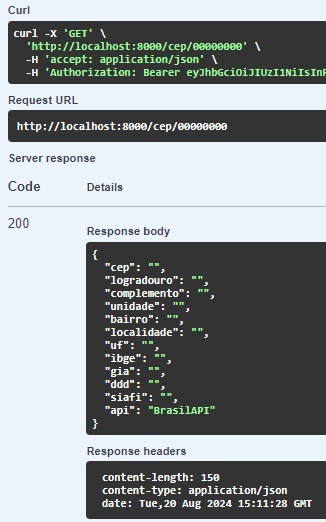 Curl
curl -X 'GET' \
'http://localhost:8000/cep/00000000' \
-H 'accept: application/json' \
-H 'Authorization: Bearer
Request URL
http://localhost:8000/cep/00000000
Server response
Code Details
200
Response body
{
"cep": "",
"logradouro": "",
"complemento": "",
"unidade": "",
"bairro": "",
"localidade": "",
"uf": "",
"ibge": "",
"gia": "",
"ddd": "",
"siafi": "",
"api": "BrasilAPI"
}
Response headers
content-length: 150
content-type: application/json
date: Tue,20 Aug 2024 15:11:28 GMT